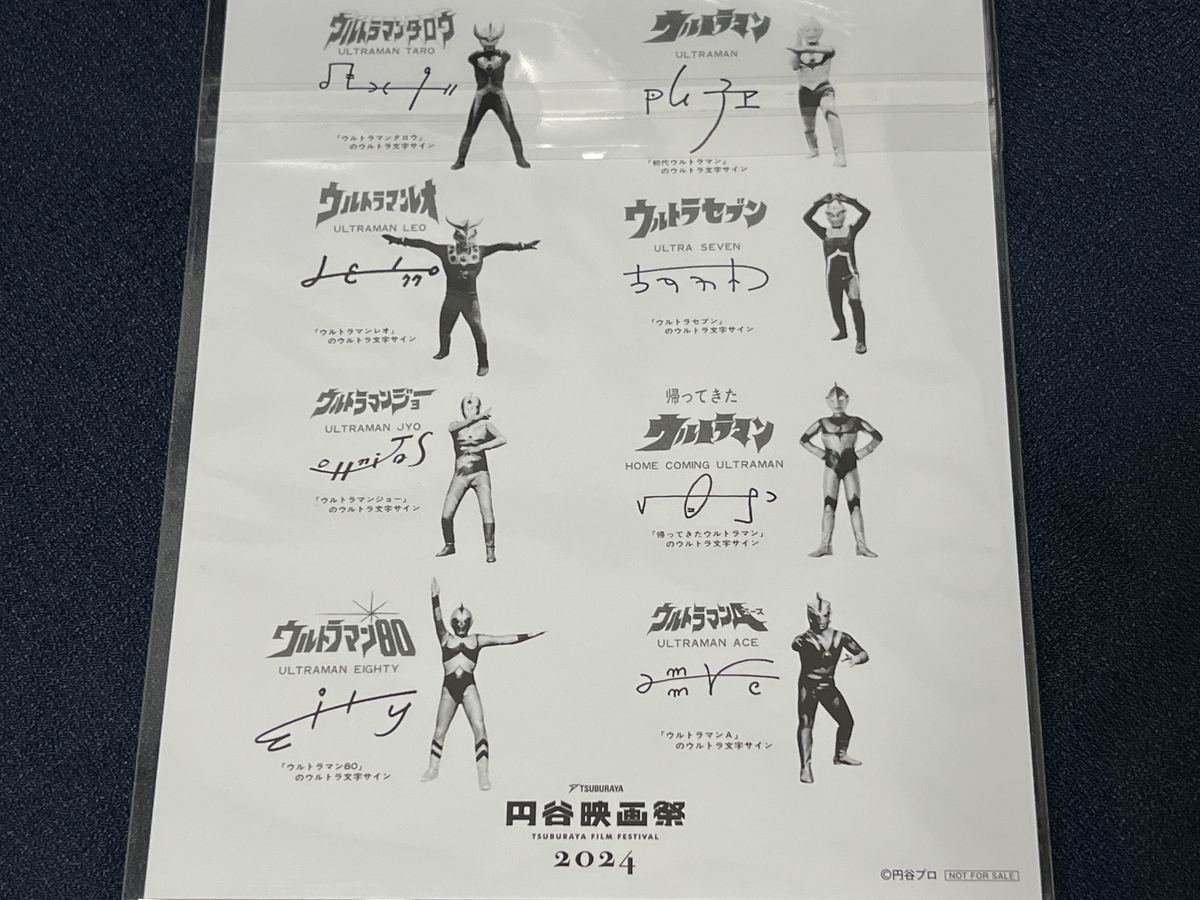 ウルトラマンタロウ
ULTRAMAN TARO
「ウルトラマンタロウ」
のウルトラ文字サイン
ウルトラマン
ULTRAMAN
「初代ウルトラマン」
のウルトラ文字サイン
ウルトラマンレオ
ULTRAMAN LEO
「ウルトラマンレオ」
のウルトラ文字サイン
ウルトラセブン
ULTRA SEVEN
「ウルトラセブン」
のウルトラ文字サイン
ウルトラマンジョー
ULTRAMAN JYO
「ウルトラマンジョー」
のウルトラ文字サイン
帰ってきた
ウルトラマン
HOME COMING ULTRAMAN
「帰ってきたウルトラマン」
のウルトラ文字サイン
ウルトラマン80
ULTRAMAN EIGHTY
「ウルトラマン80」
のウルトラ文字サイン
ウルトラマンA エース
ULTRAMAN ACE
「ウルトラマンA」
のウルトラ文字サイン
TSUBURAYA
円谷映画祭
TSUBURAYA FILM FESTIVAL
2024
©円谷プロ NOT FOR SALE